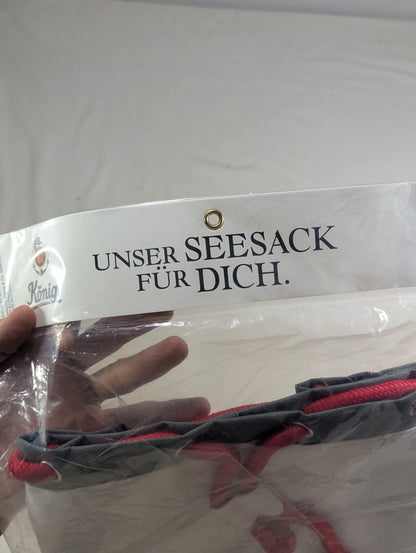 UNSER SEESACK
FÜR DICH.
König